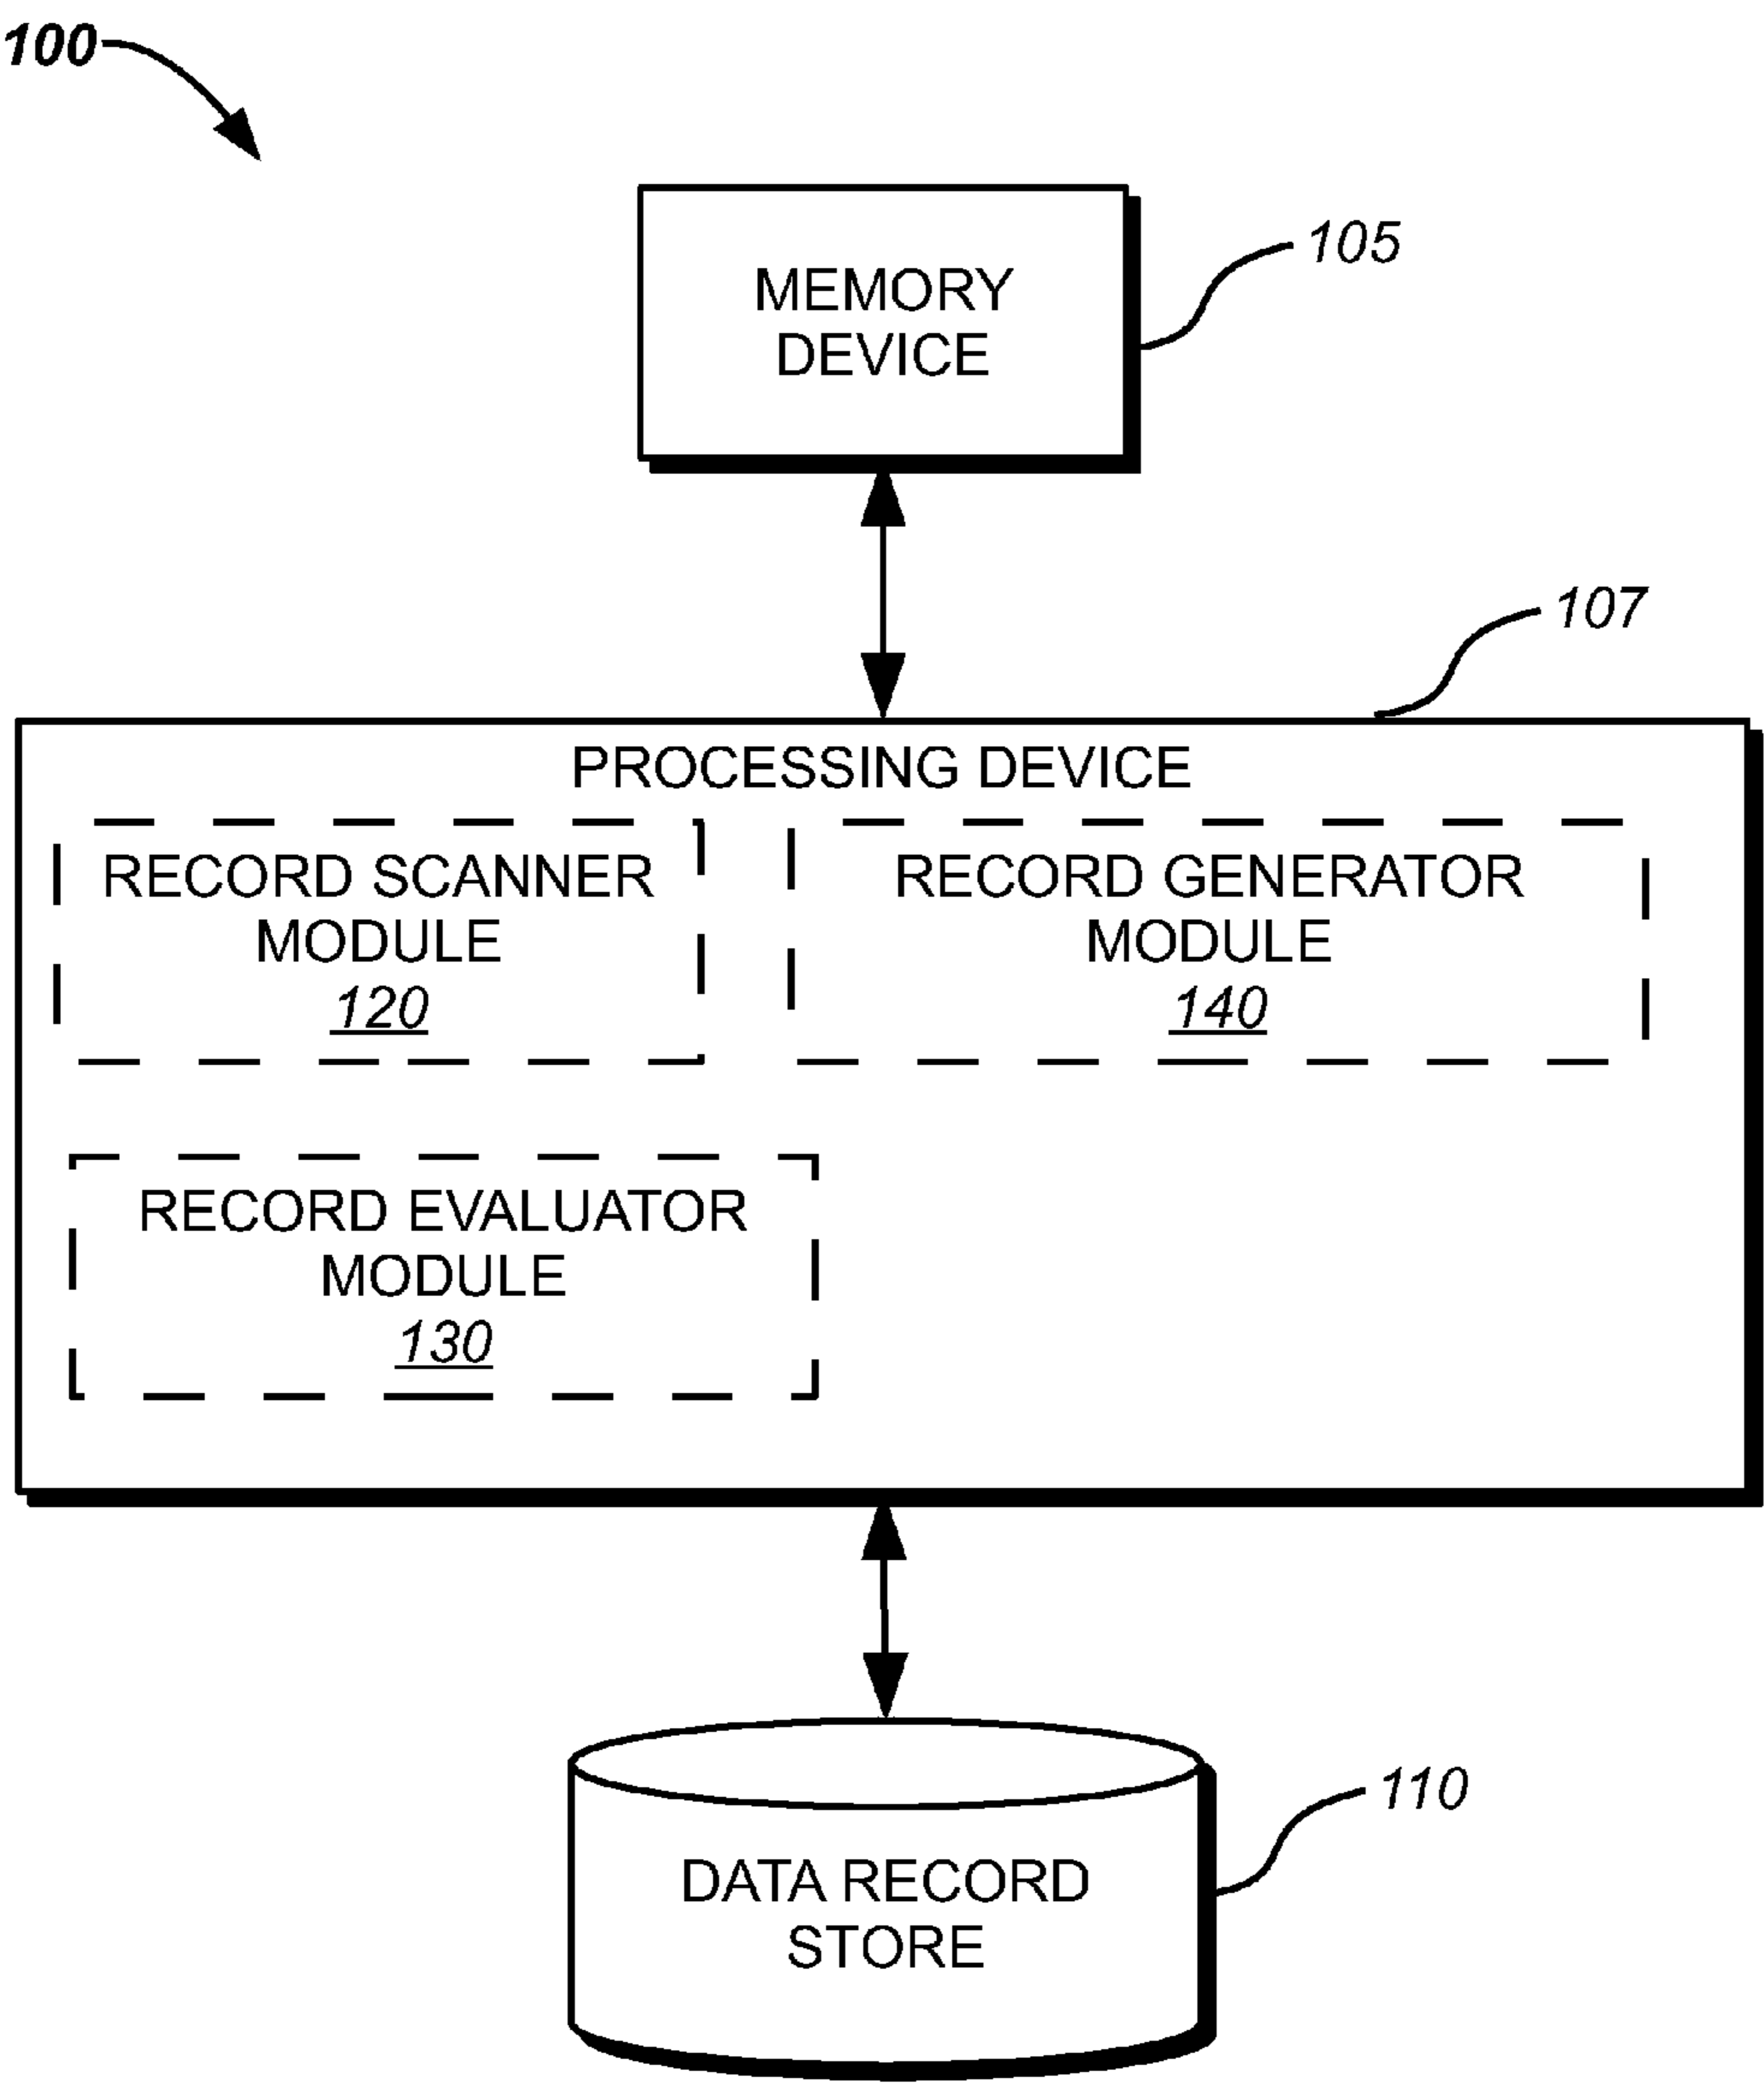 100
MEMORY
DEVICE
105
107
PROCESSING DEVICE
RECORD SCANNER
MODULE
120
RECORD GENERATOR
MODULE
140
RECORD EVALUATOR
MODULE
130
DATA RECORD
STORE
110